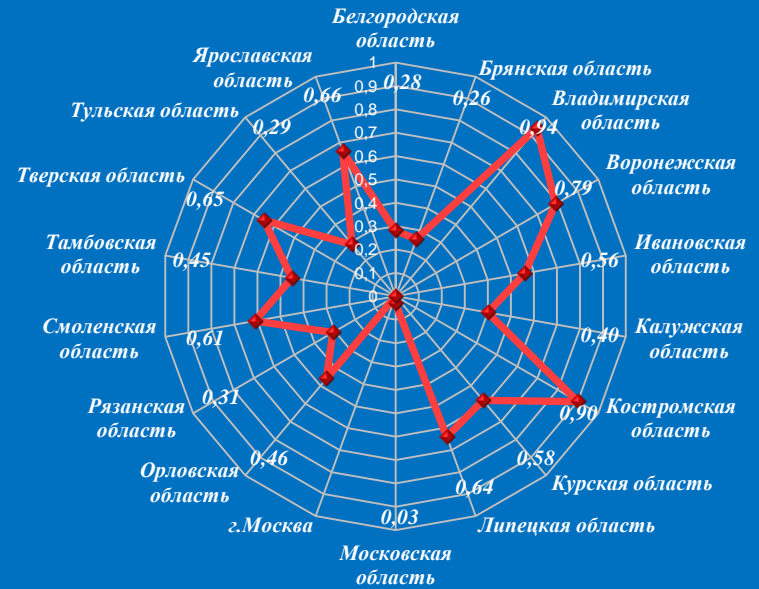 Белгородская
область
0,28
Брянская область
0,26
Владимирская
область
0,94
Воронежская
область
0,79
Ивановская
область
0,56
Калужская
область
0,40
Костромская
область
0,90
Курская область
0,58
Липецкая область
0,64
Московская
область
0,03
г.Москва
Орловская
область
0,46
Рязанская
область
0,31
Смоленская
область
0,61
Тамбовская
область
0,45
Тверская область
0,65
Тульская область
0,29
Ярославская
область
0,66
1
0,9
0,8
0,7
0,6
0,5
0,4
0,3
0,2
0,1
0